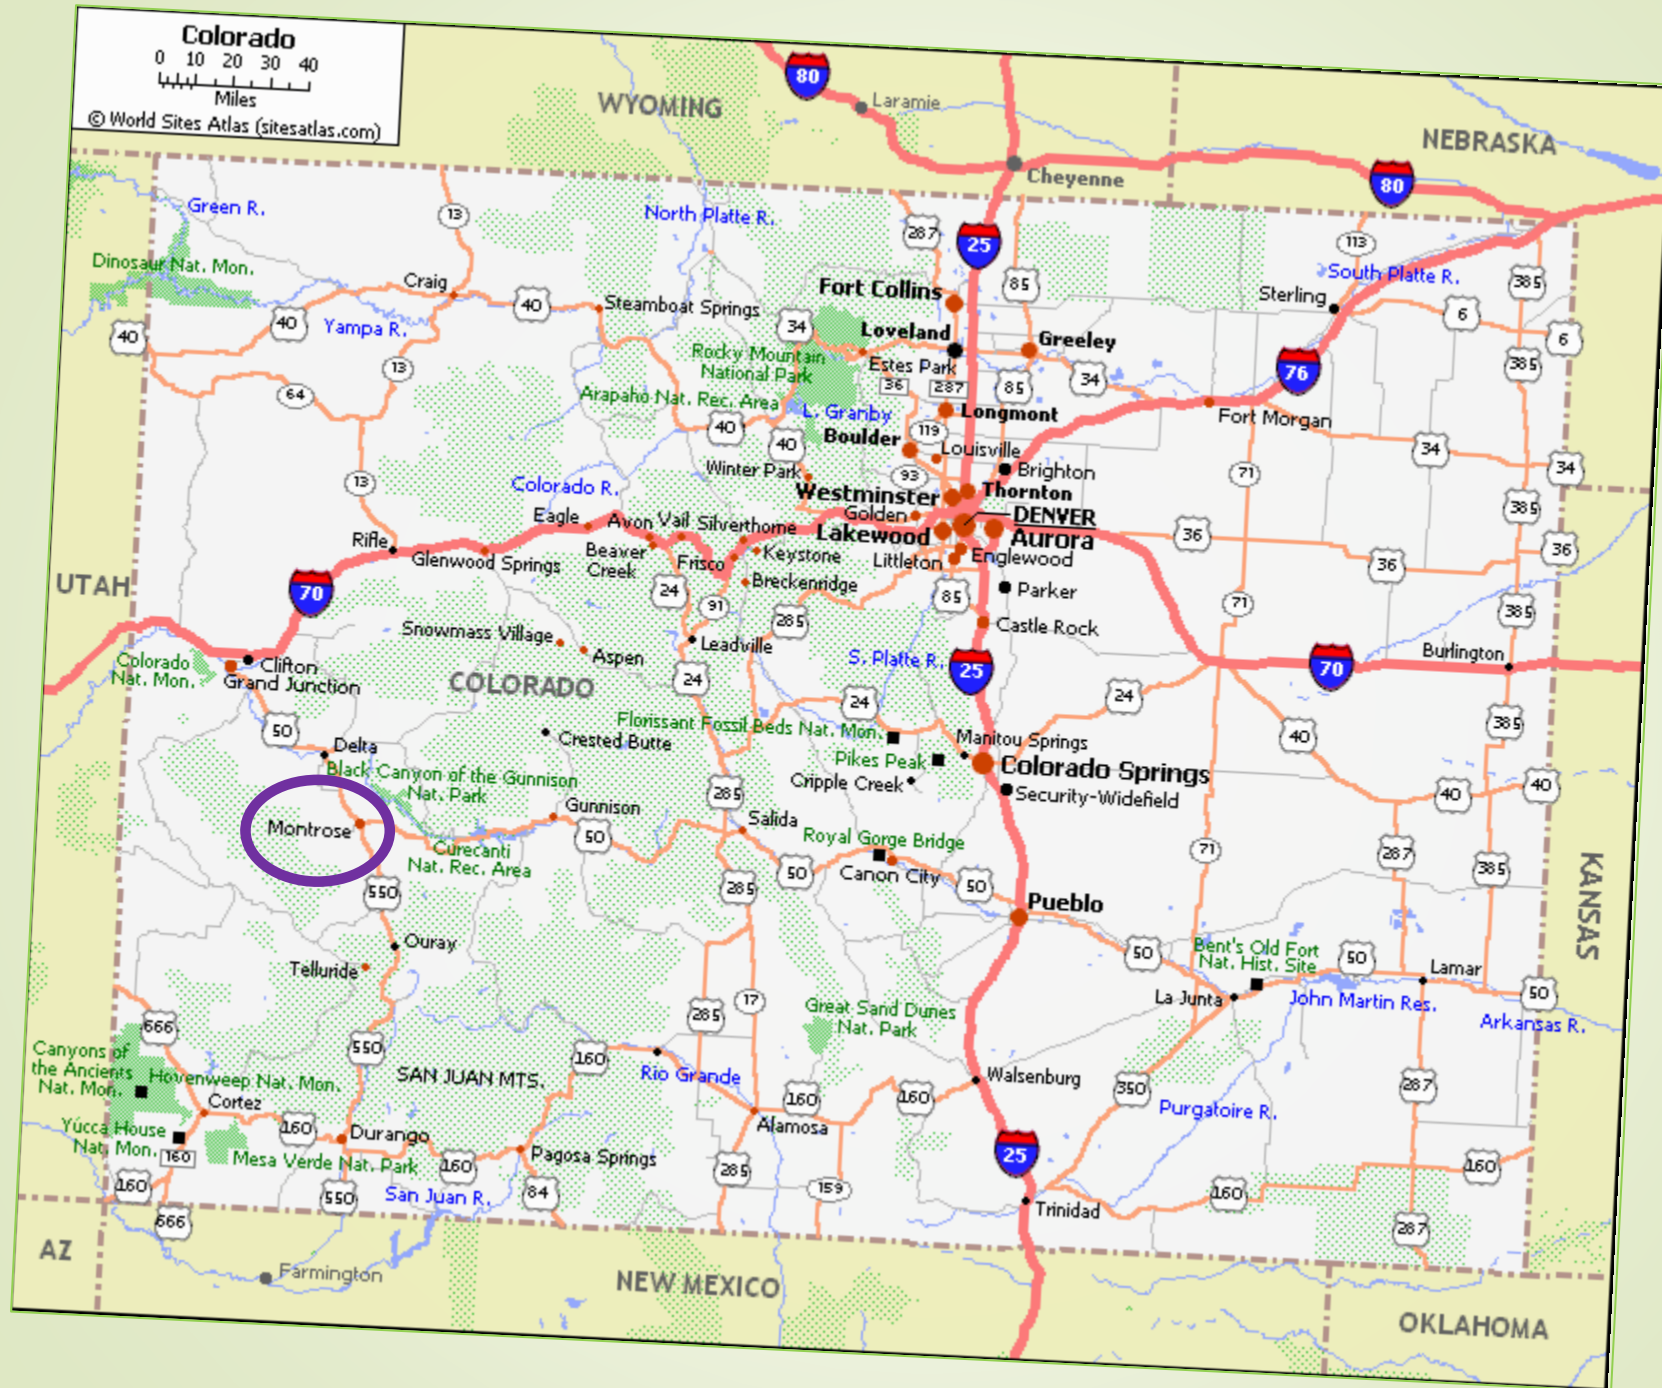 Colorado
0 10 20 30 40
Miles
© World Sites Atlas (sitesatlas.com)
WYOMING
80
Laramie
NEBRASKA
Cheyenne
80
Green R.
13
North Platte R.
287
25
113
Dinosaur Nat. Mon.
Craig
40
Steamboat Springs
Fort Collins
85
Sterling
South Platte R.
385
40
40
Yampa R.
34
Loveland
Greeley
6
6
13
Rocky Mountain
National Park
Estes Park
36
287
85
34
76
385
64
Arapaho Nat. Rec. Area
L. Granby
Longmont
Fort Morgan
40
40
Boulder
119
Louisville
34
34
Winter Park
93
Brighton
71
13
Colorado R.
Westminster
Thornton
385
Eagle
Avon
Vail
Silverthorne
Golden
DENVER
Lakewood
Aurora
36
36
Rifle
Glenwood Springs
Beaver
Creek
Frisco
Keystone
Littleton
Englewood
36
UTAH
70
24
91
Breckenridge
285
85
Parker
71
385
Snowmass Village
Aspen
Leadville
Castle Rock
Colorado
Nat. Mon.
Clifton
Grand Junction
COLORADO
24
S. Platte R.
25
24
70
Burlington
50
Delta
Crested Butte
Florissant Fossil Beds Nat. Mon.
24
Manitou Springs
40
385
Black Canyon of the Gunnison
Nat. Park
Pikes Peak
Cripple Creek
Colorado Springs
Security-Widefield
40
40
Montrose
Gunnison
285
Salida
50
Curecanti
Nat. Rec. Area
Royal Gorge Bridge
Canon City
50
50
71
287
385
KANSAS
550
285
Pueblo
Ouray
Telluride
50
Bent's Old Fort
Nat. Hist. Site
50
Lamar
50
La Junta
John Martin Res.
Arkansas R.
666
285
17
Great Sand Dunes
Nat. Park
Canyons of
the Ancients
Nat. Mon.
550
160
Rio Grande
Hovenweep Nat. Mon.
SAN JUAN MTS.
Walsenburg
350
287
Cortez
160
160
Purgatoire R.
Yucca House
Nat. Mon.
160
160
Durango
Alamosa
Mesa Verde Nat. Park
160
Pagosa Springs
285
25
160
160
550
San Juan R.
84
159
Trinidad
160
666
287
AZ
Farmington
NEW MEXICO
OKLAHOMA